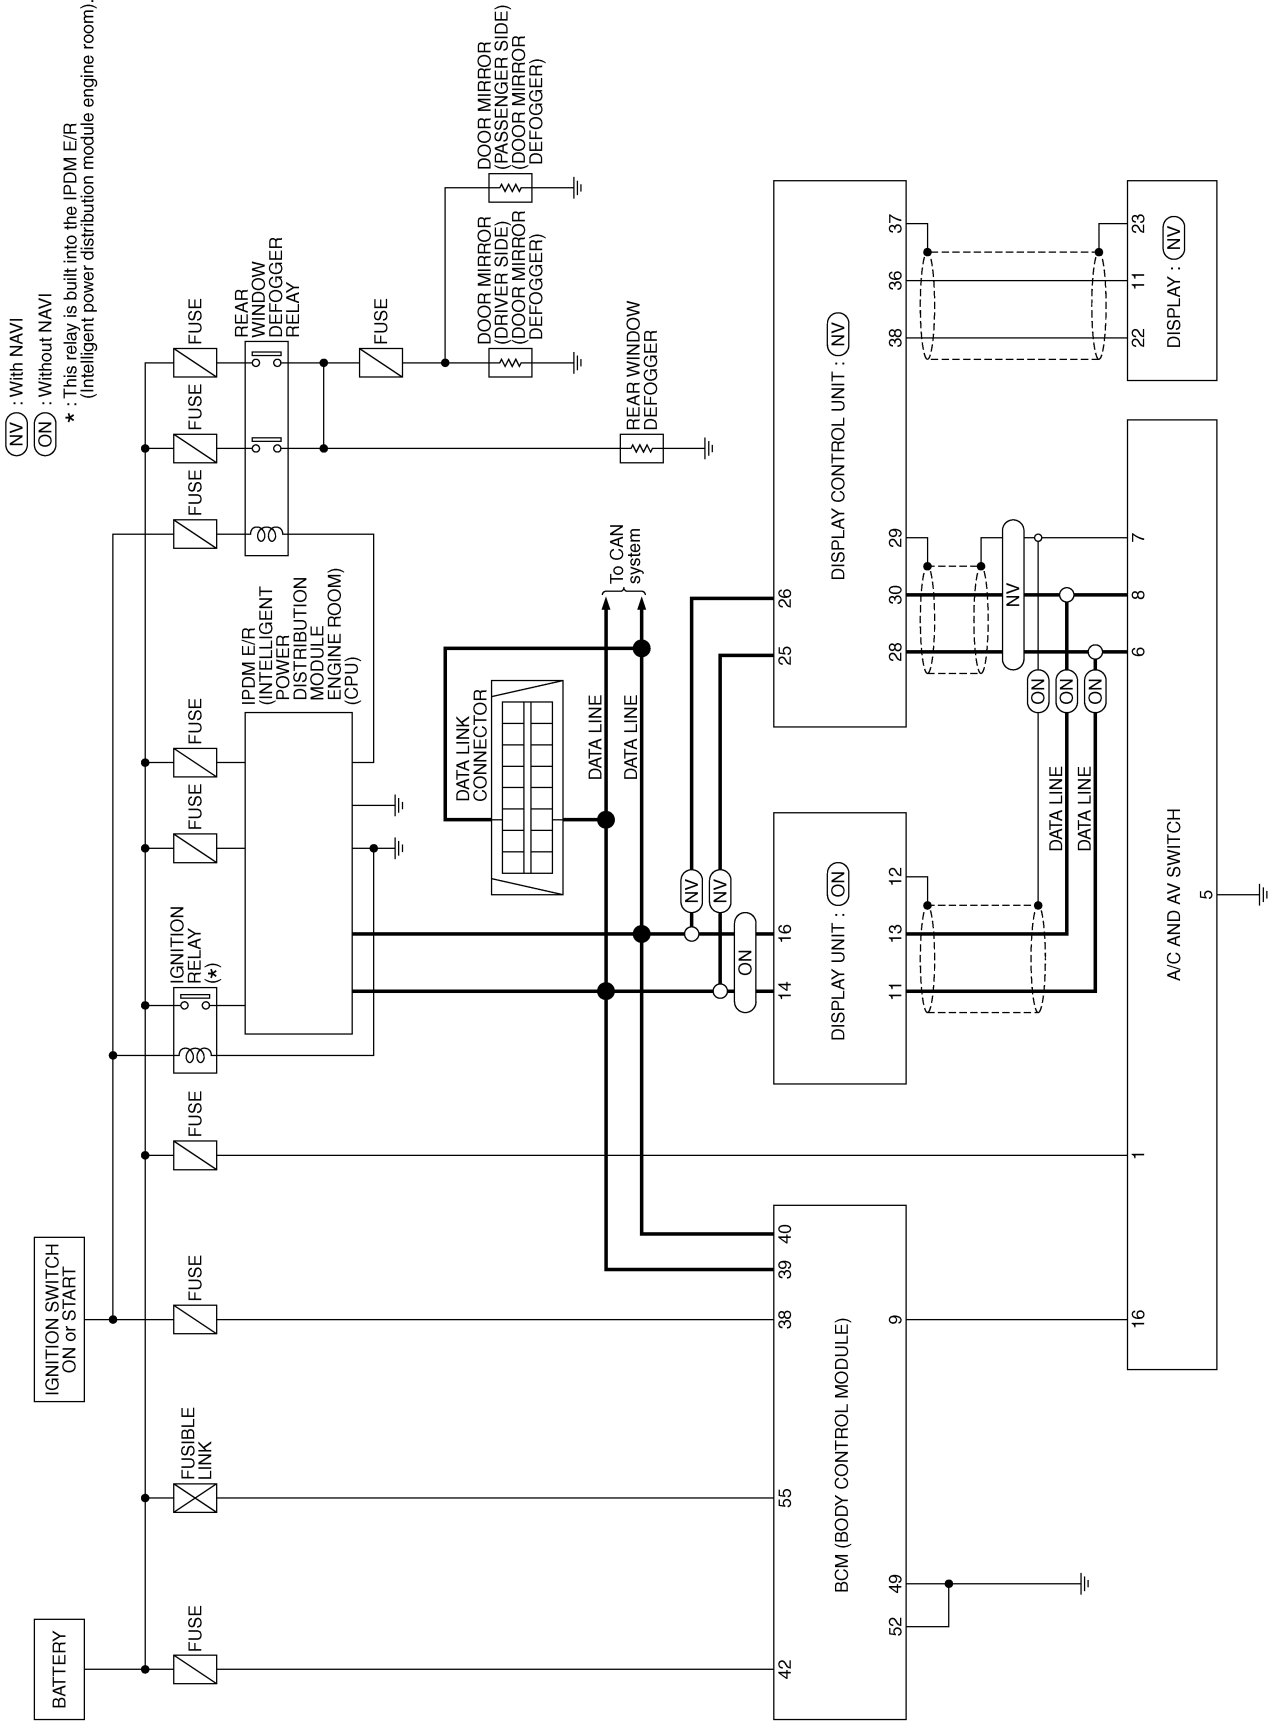 NV : With NAVI
ON : Without NAVI
* : This relay is built into the IPDM E/R
(Intelligent power distribution module engine room).
BATTERY
IGNITION SWITCH
ON or START
FUSE
FUSIBLE
LINK
FUSE
FUSE
IGNITION
RELAY
(*)
FUSE
FUSE
FUSE
FUSE
FUSE
IPDM E/R
(INTELLIGENT
POWER
DISTRIBUTION
MODULE
ENGINE ROOM)
(CPU)
REAR
WINDOW
DEFOGGER
RELAY
FUSE
DATA LINK
CONNECTOR
DOOR MIRROR
(DRIVER SIDE)
(DOOR MIRROR
DEFOGGER)
DOOR MIRROR
(PASSENGER SIDE)
(DOOR MIRROR
DEFOGGER)
DATA LINE
DATA LINE
To CAN
system
REAR WINDOW
DEFOGGER
NV
NV
ON
42
55
38
39
40
14
16
25
26
BCM (BODY CONTROL MODULE)
DISPLAY UNIT : ON
DISPLAY CONTROL UNIT : NV
52
49
9
11
13
12
28
30
29
38
36
37
NV
ON
ON
ON
DATA LINE
DATA LINE
16
1
6
8
7
22
11
23
A/C AND AV SWITCH
DISPLAY : NV
5